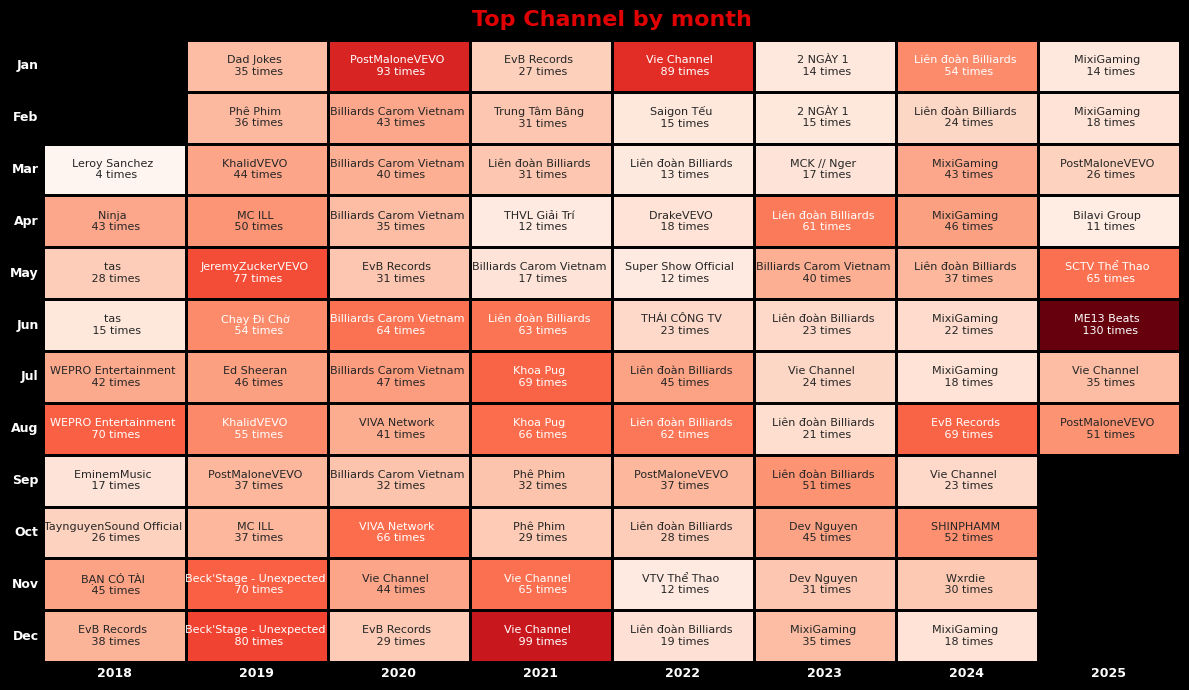 Top Channel by month
Jan
Dad Jokes
35 times
PostMaloneVEVO
93 times
EvB Records
27 times
Vie Channel
89 times
2 NGÀY 1
14 times
Liên đoàn Billiards
54 times
MixiGaming
14 times
Feb
Phê Phim
36 times
Billiards Carom Vietnam
43 times
Trung Tâm Băng
31 times
Saigon Tếu
15 times
2 NGÀY 1
15 times
Liên đoàn Billiards
24 times
MixiGaming
18 times
Mar
Leroy Sanchez
4 times
KhalidVEVO
44 times
Billiards Carom Vietnam
40 times
Liên đoàn Billiards
31 times
Liên đoàn Billiards
13 times
MCK // Nger
17 times
MixiGaming
43 times
PostMaloneVEVO
26 times
Apr
Ninja
43 times
MC ILL
50 times
Billiards Carom Vietnam
35 times
THVL Giải Trí
12 times
DrakeVEVO
18 times
Liên đoàn Billiards
61 times
MixiGaming
46 times
Bilavi Group
11 times
May
tas
28 times
JeremyZuckerVEVO
77 times
EvB Records
31 times
Billiards Carom Vietnam
17 times
Super Show Official
12 times
Billiards Carom Vietnam
40 times
Liên đoàn Billiards
37 times
SCTV Thể Thao
65 times
Jun
tas
15 times
Chạy Đi Chờ
54 times
Billiards Carom Vietnam
64 times
Liên đoàn Billiards
63 times
THÁI CÔNG TV
23 times
Liên đoàn Billiards
23 times
MixiGaming
22 times
ME13 Beats
130 times
Jul
WEPRO Entertainment
42 times
Ed Sheeran
46 times
Billiards Carom Vietnam
47 times
Khoa Pug
69 times
Liên đoàn Billiards
45 times
Vie Channel
24 times
MixiGaming
18 times
Vie Channel
35 times
Aug
WEPRO Entertainment
70 times
KhalidVEVO
55 times
VIVA Network
41 times
Khoa Pug
66 times
Liên đoàn Billiards
62 times
Liên đoàn Billiards
21 times
EvB Records
69 times
PostMaloneVEVO
51 times
Sep
EminemMusic
17 times
PostMaloneVEVO
37 times
Billiards Carom Vietnam
32 times
Phê Phim
32 times
PostMaloneVEVO
37 times
Liên đoàn Billiards
51 times
Vie Channel
23 times
Oct
TaynguyenSound Official
26 times
MC ILL
37 times
VIVA Network
66 times
Phê Phim
29 times
Liên đoàn Billiards
28 times
Dev Nguyen
45 times
SHINPHAMM
52 times
Nov
BẠN CÓ TÀI
45 times
Beck'Stage - Unexpected
70 times
Vie Channel
44 times
Vie Channel
65 times
VTV Thể Thao
12 times
Dev Nguyen
31 times
Wxrdie
30 times
Dec
EvB Records
38 times
Beck'Stage - Unexpected
80 times
EvB Records
29 times
Vie Channel
99 times
Liên đoàn Billiards
19 times
MixiGaming
35 times
MixiGaming
18 times
2018 2019 2020 2021 2022 2023 2024 2025